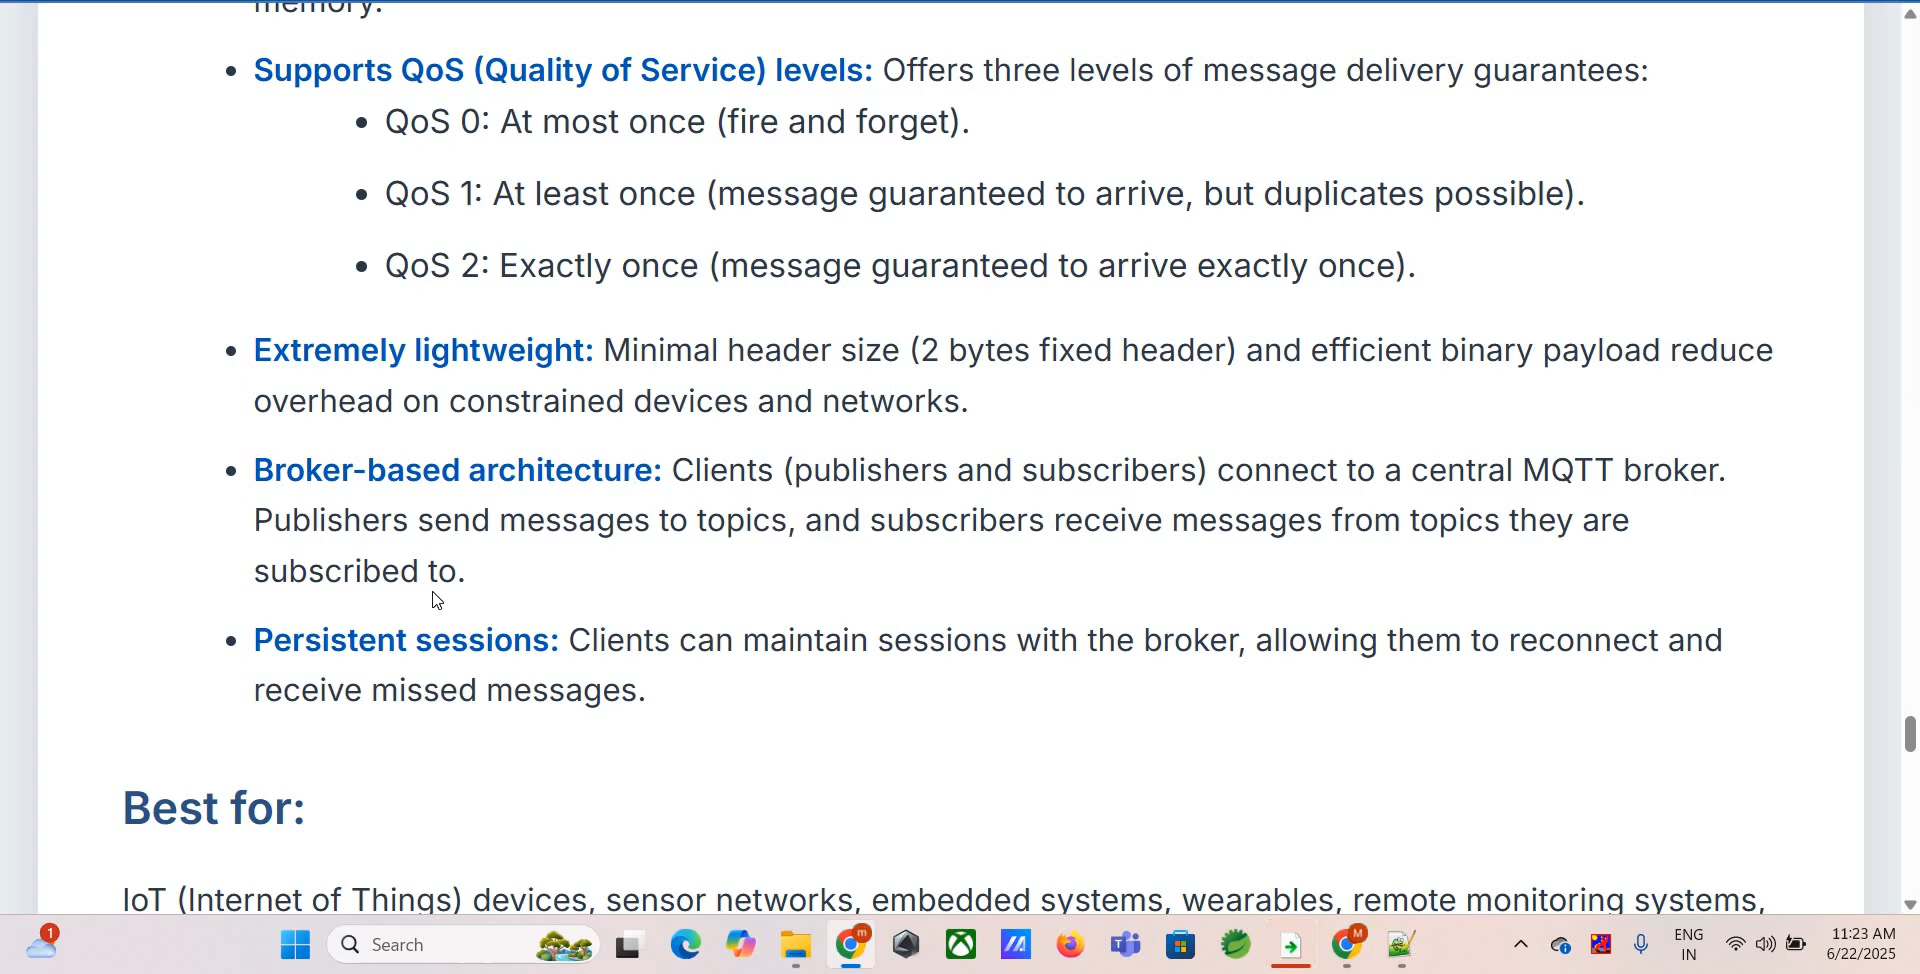 memory.
• Supports QoS (Quality of Service) levels: Offers three levels of message delivery guarantees:
• QoS 0: At most once (fire and forget).
• QoS 1: At least once (message guaranteed to arrive, but duplicates possible).
• QoS 2: Exactly once (message guaranteed to arrive exactly once).
• Extremely lightweight: Minimal header size (2 bytes fixed header) and efficient binary payload reduce
overhead on constrained devices and networks.
• Broker-based architecture: Clients (publishers and subscribers) connect to a central MQTT broker.
Publishers send messages to topics, and subscribers receive messages from topics they are
subscribed to.
• Persistent sessions: Clients can maintain sessions with the broker, allowing them to reconnect and
receive missed messages.
Best for:
IoT (Internet of Things) devices, sensor networks, embedded systems, wearables, remote monitoring systems,
1
Search
m
M
ENG
IN
11:23 AM
6/22/2025